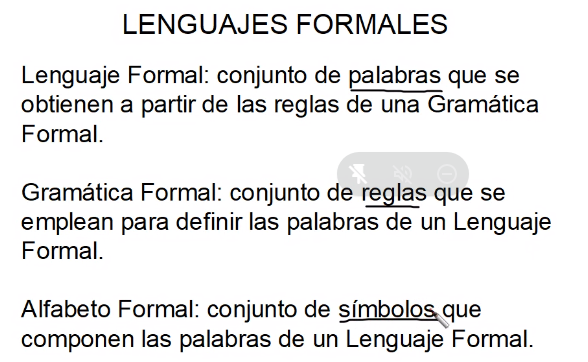 LENGUAJES FORMALES
Lenguaje Formal: conjunto de palabras que se
obtienen a partir de las reglas de una Gramática
Formal.
Gramática Formal: conjunto de reglas que se
emplean para definir las palabras de un Lenguaje
Formal.
Alfabeto Formal: conjunto de símbolos que
componen las palabras de un Lenguaje Formal.